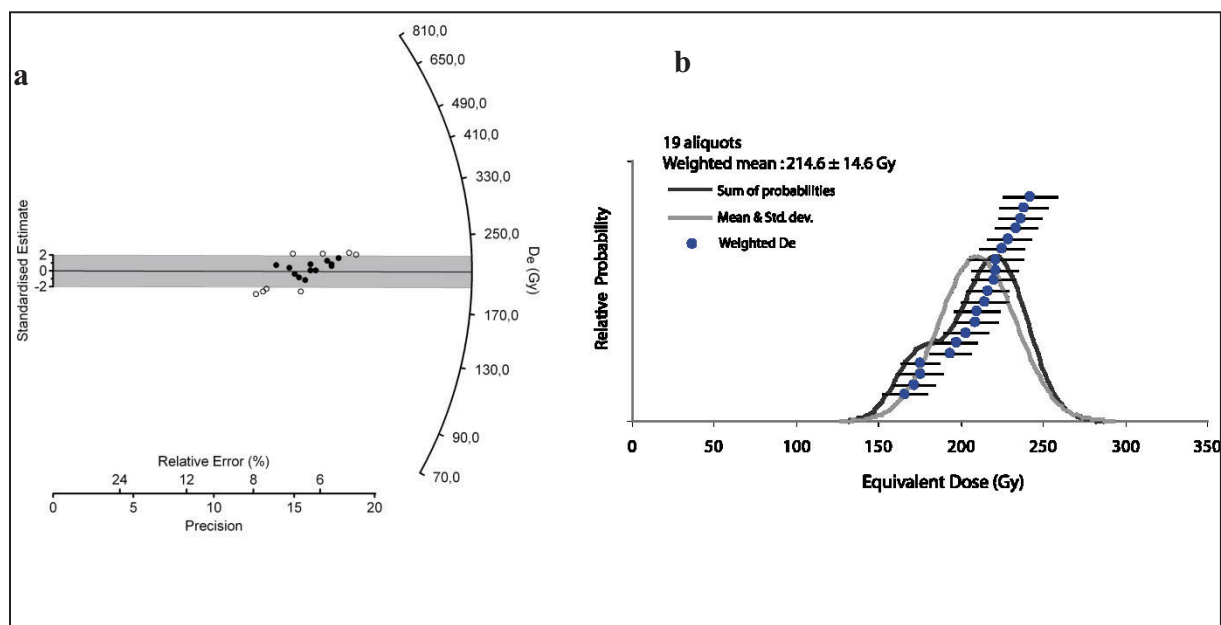 a
810,0
650,0
490,0
410,0
330,0
250,0
170,0
130,0
90,0
70,0
De (Gy)
Standardised Estimate
2
0
-2
Relative Error (%)
24 12 8 6
0 5 10 15 20
Precision
b
19 aliquots
Weighted mean : 214.6 ± 14.6 Gy
Sum of probabilities
Mean & Std. dev.
Weighted De
Relative Probability
0 50 100 150 200 250 300 350
Equivalent Dose (Gy)